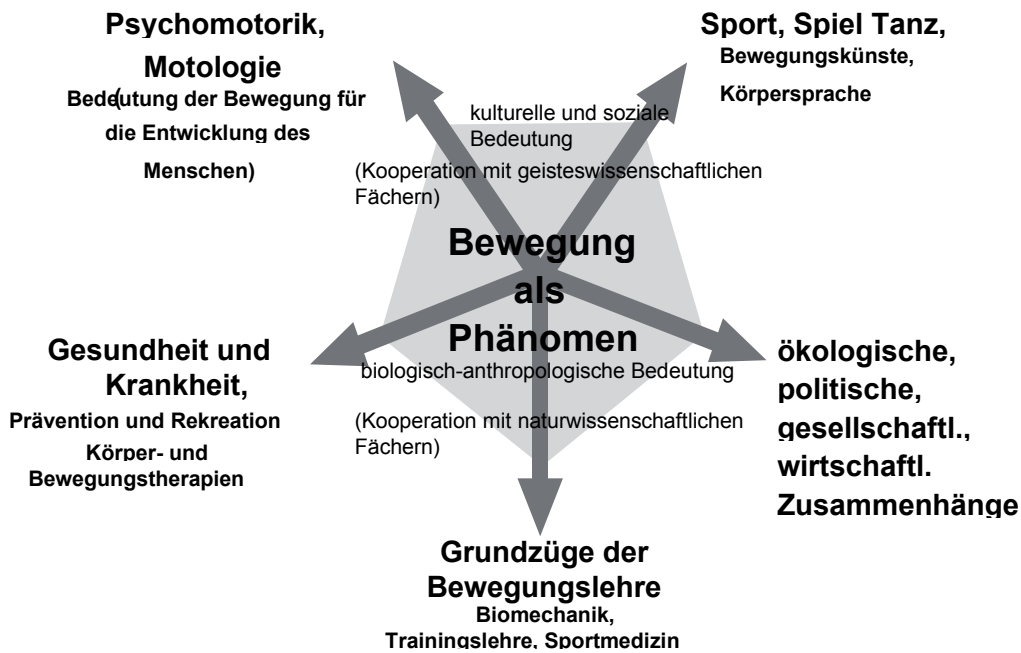 Psychomotorik,
Motologie
(Bedeutung der Bewegung für
die Entwicklung des
Menschen)
Sport, Spiel Tanz,
Bewegungskünste,
Körpersprache
kulturelle und soziale
Bedeutung
(Kooperation mit geisteswissenschaftlichen
Fächern)
Bewegung
als
Phänomen
biologisch-anthropologische Bedeutung
(Kooperation mit naturwissenschaftlichen
Fächern)
Gesundheit und
Krankheit,
Prävention und Rekreation
Körper- und
Bewegungstherapien
ökologische,
politische,
gesellschaftl.,
wirtschaftl.
Zusammenhänge
Grundzüge der
Bewegungslehre
Biomechanik,
Trainingslehre, Sportmedizin